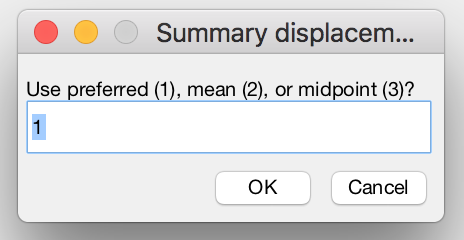 Summary displacem...
Use preferred (1), mean (2), or midpoint (3)?
1
OK Cancel